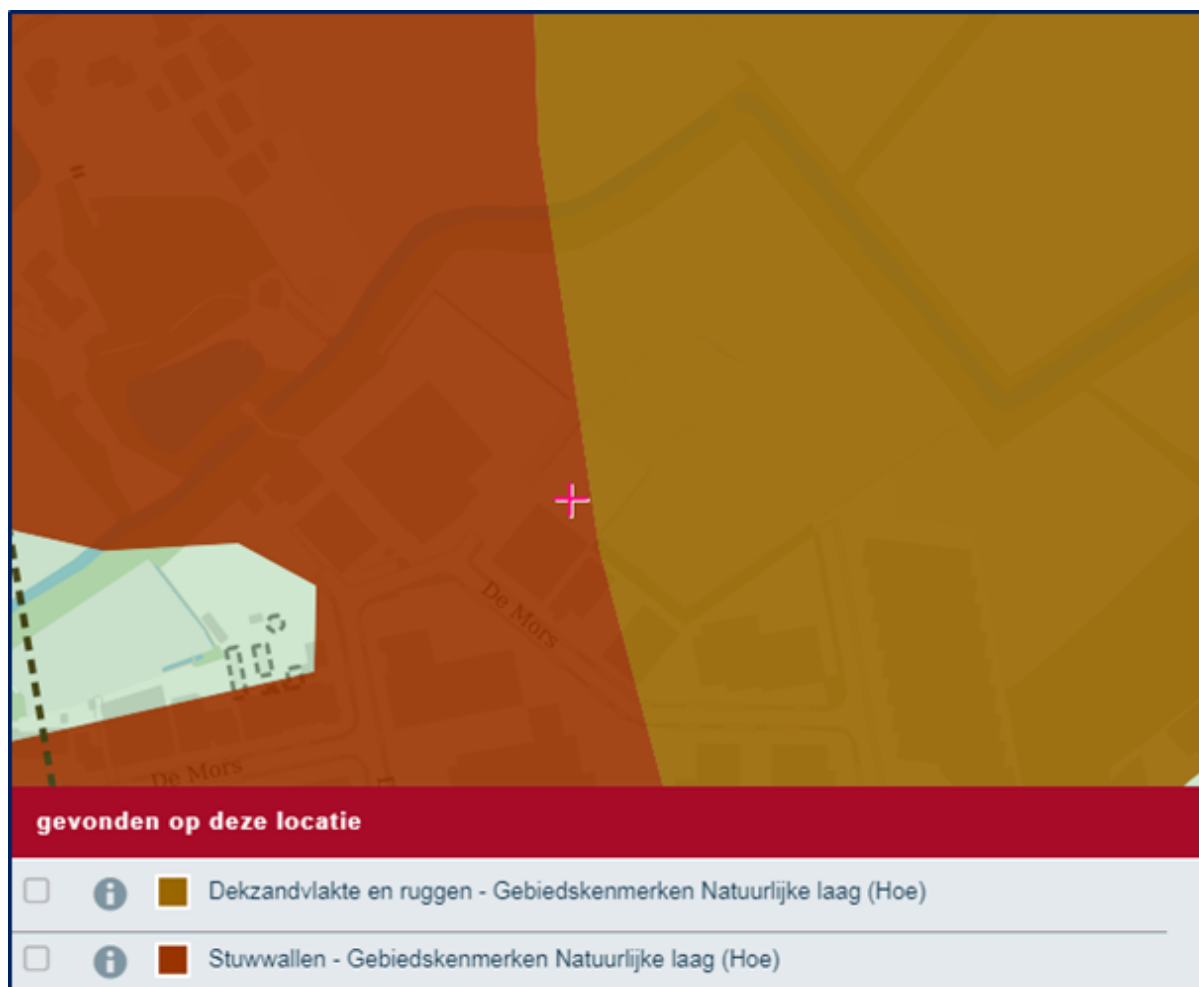 De Mors
De Mors
gevonden op deze locatie
Dekzandvlakte en ruggen - Gebiedskenmerken Natuurlijke laag (Hoe)
Stuwwallen - Gebiedskenmerken Natuurlijke laag (Hoe)